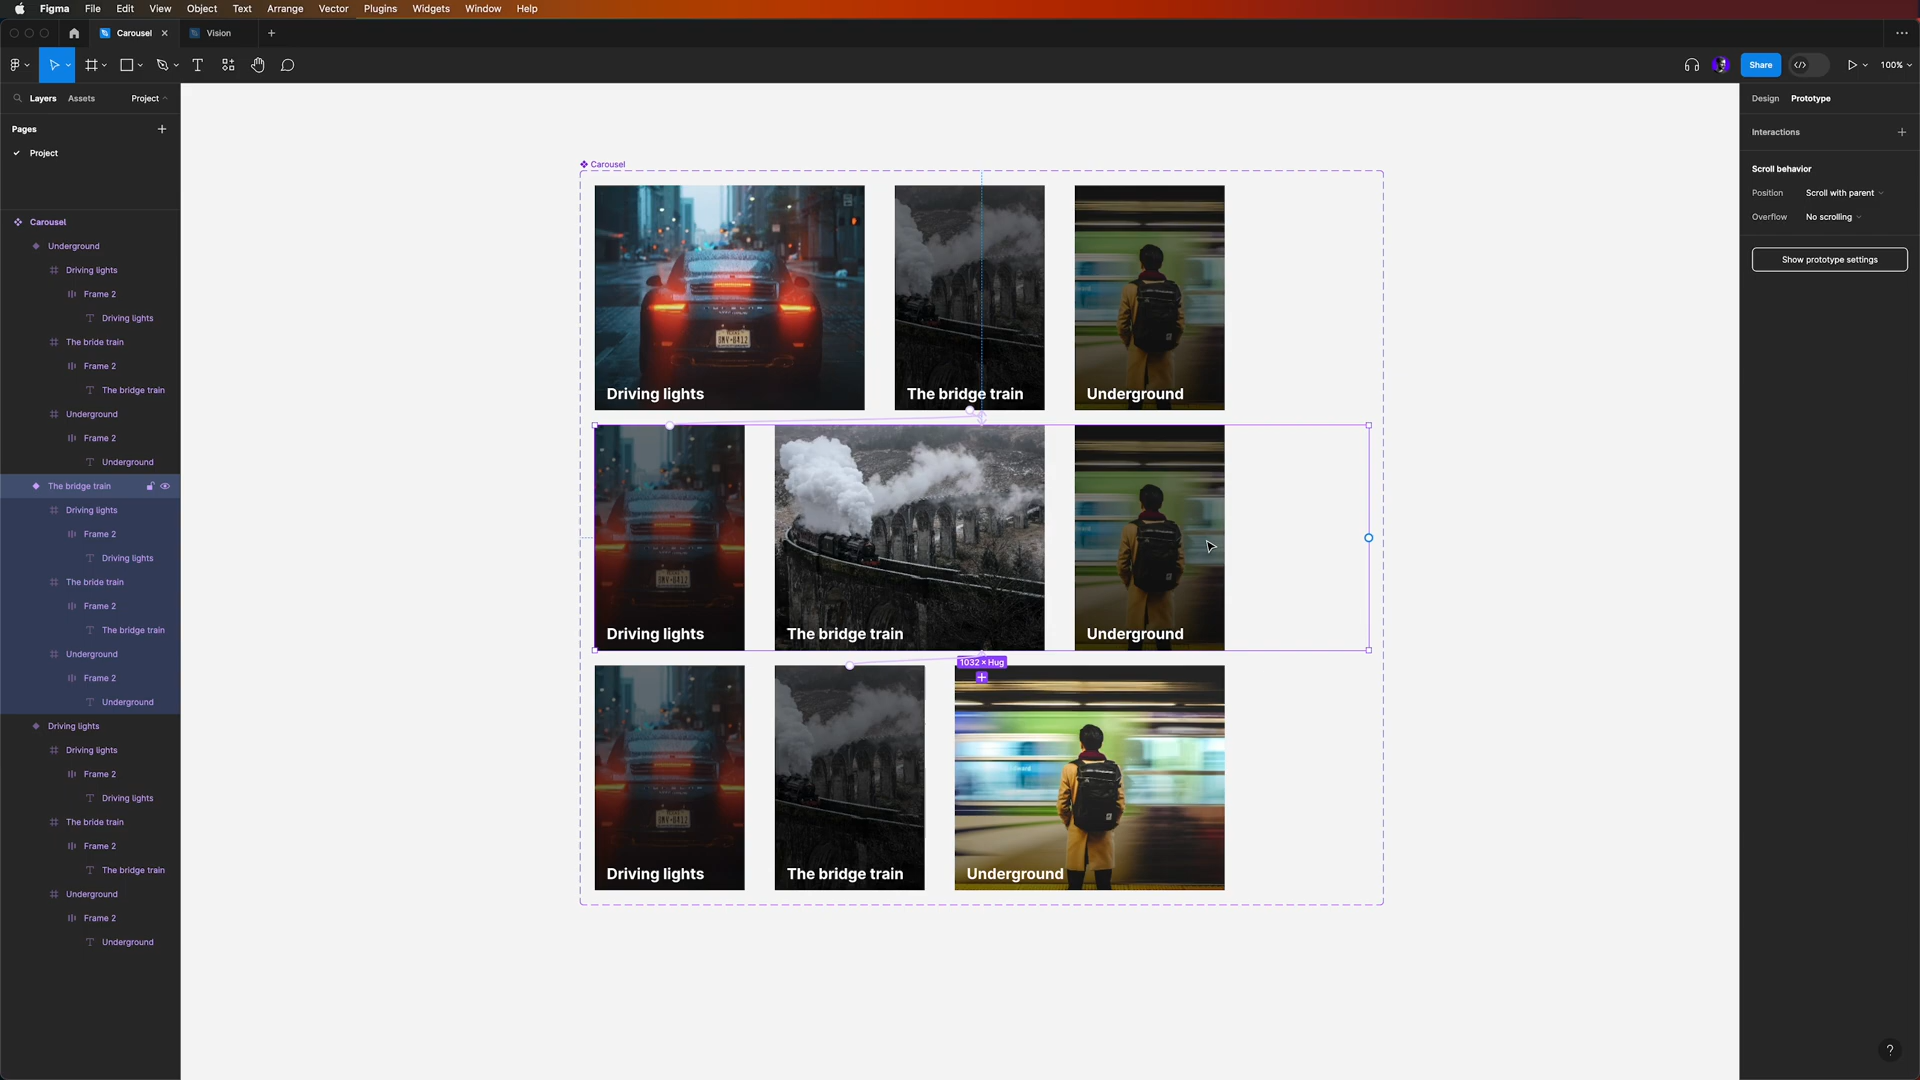 Figma File Edit View Object Text Arrange Vector Plugins Widgets Window Help
Carousel Vision
Share 100%
Layers Assets Project
Pages
Project
Carousel
Underground
Driving lights
Frame 2
Driving lights
The bride train
Frame 2
The bridge train
Underground
Frame 2
Underground
The bridge train
Driving lights
Frame 2
Driving lights
The bride train
Frame 2
The bridge train
Underground
Frame 2
Underground
Driving lights
Driving lights
Frame 2
Driving lights
The bride train
Frame 2
The bridge train
Underground
Frame 2
Underground
Carousel
Driving lights The bridge train Underground
Driving lights The bridge train Underground
1032 × Hug
Driving lights The bridge train Underground
Design Prototype
Interactions
Scroll behavior
Position Scroll with parent
Overflow No scrolling
Show prototype settings
?